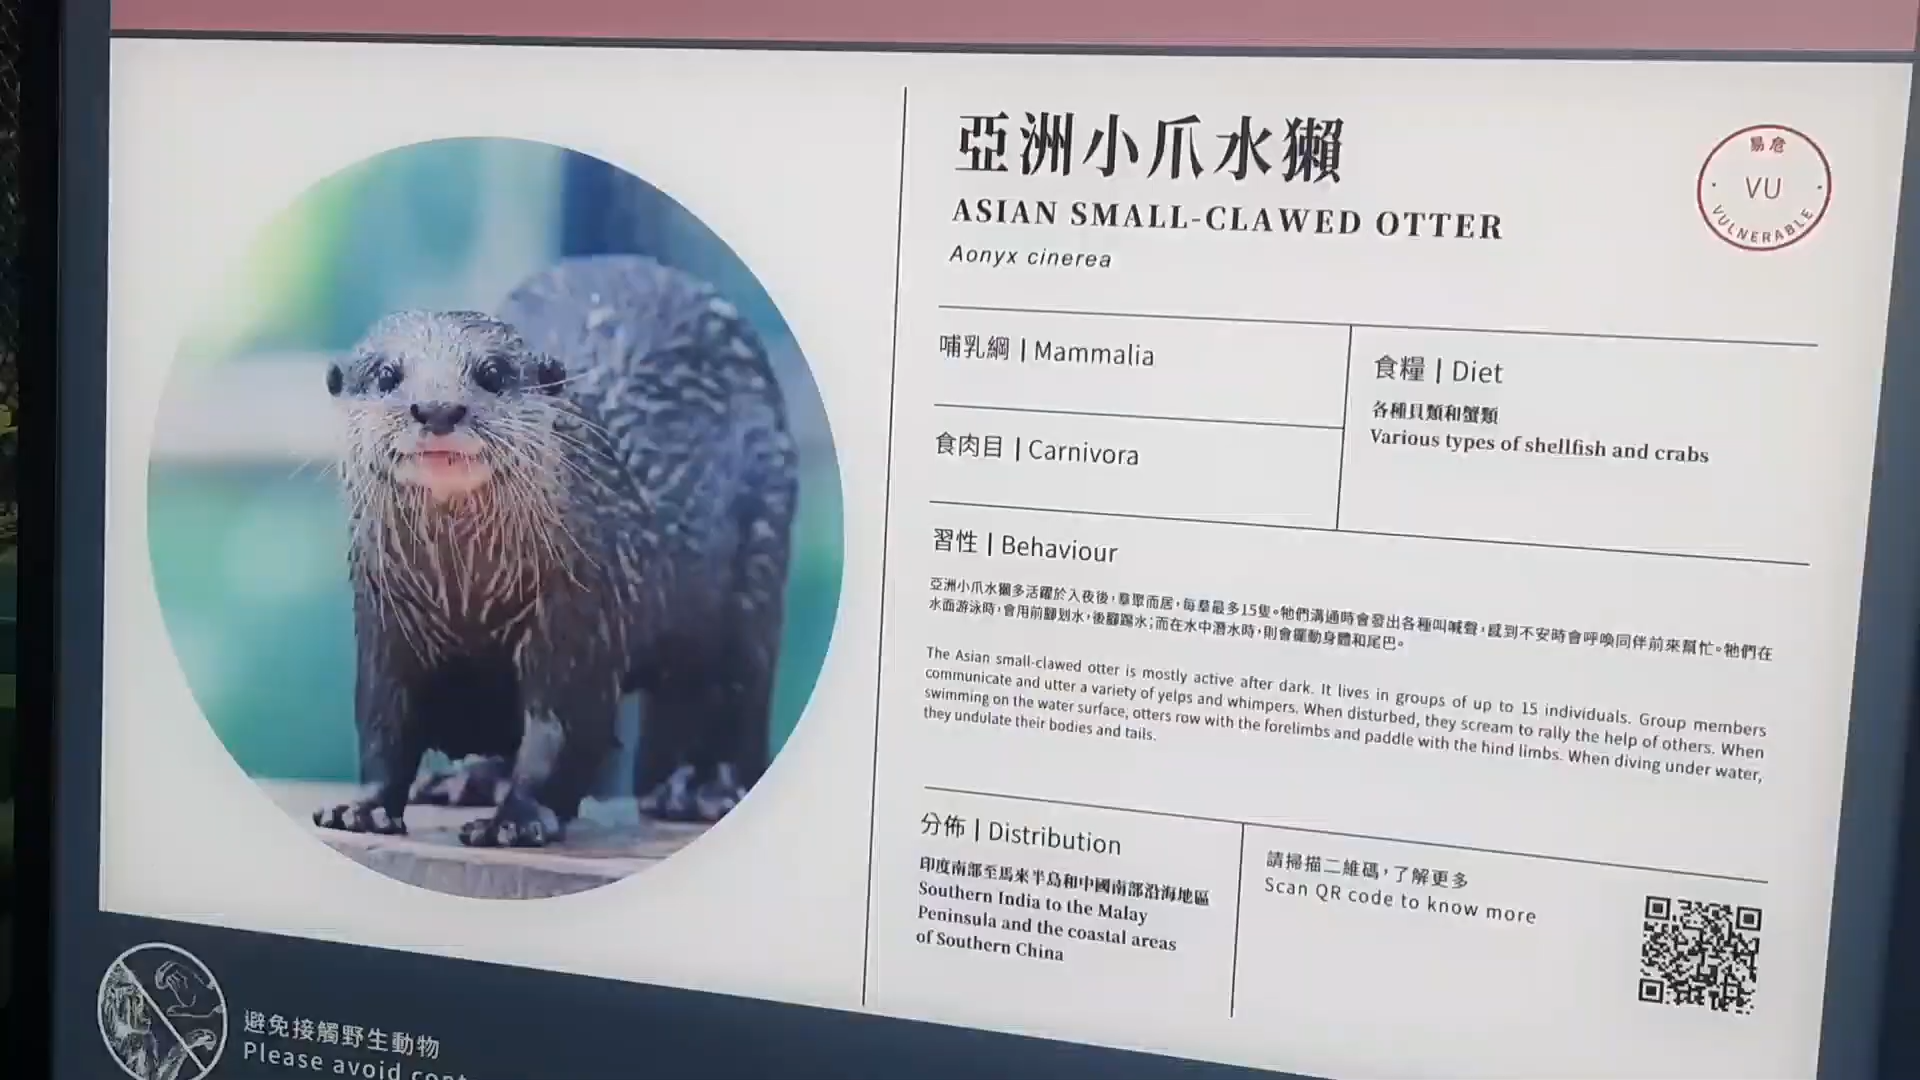 亞洲小爪水獺
ASIAN SMALL-CLAWED OTTER
Aonyx cinerea
易危
VU
VULNERABLE
哺乳綱 | Mammalia
食肉目 | Carnivora
食糧 | Diet
各種貝類和蟹類
Various types of shellfish and crabs
習性 | Behaviour
亞洲小爪水獺多活躍於入夜後，羣聚而居，每羣最多15隻。牠們溝通時會發出各種叫喊聲，感到不安時會呼喚同伴前來幫忙。牠們在
水面游泳時，會用前腳划水，後腳踢水；而在水中潛水時，則會擺動身體和尾巴。
The Asian small-clawed otter is mostly active after dark. It lives in groups of up to 15 individuals. Group members
communicate and utter a variety of yelps and whimpers. When disturbed, they scream to rally the help of others. When
swimming on the water surface, otters row with the forelimbs and paddle with the hind limbs. When diving under water,
they undulate their bodies and tails.
分佈 | Distribution
印度南部至馬來半島和中國南部沿海地區
Southern India to the Malay
Peninsula and the coastal areas
of Southern China
請掃描二維碼，了解更多
Scan QR code to know more
避免接觸野生動物
Please avoid